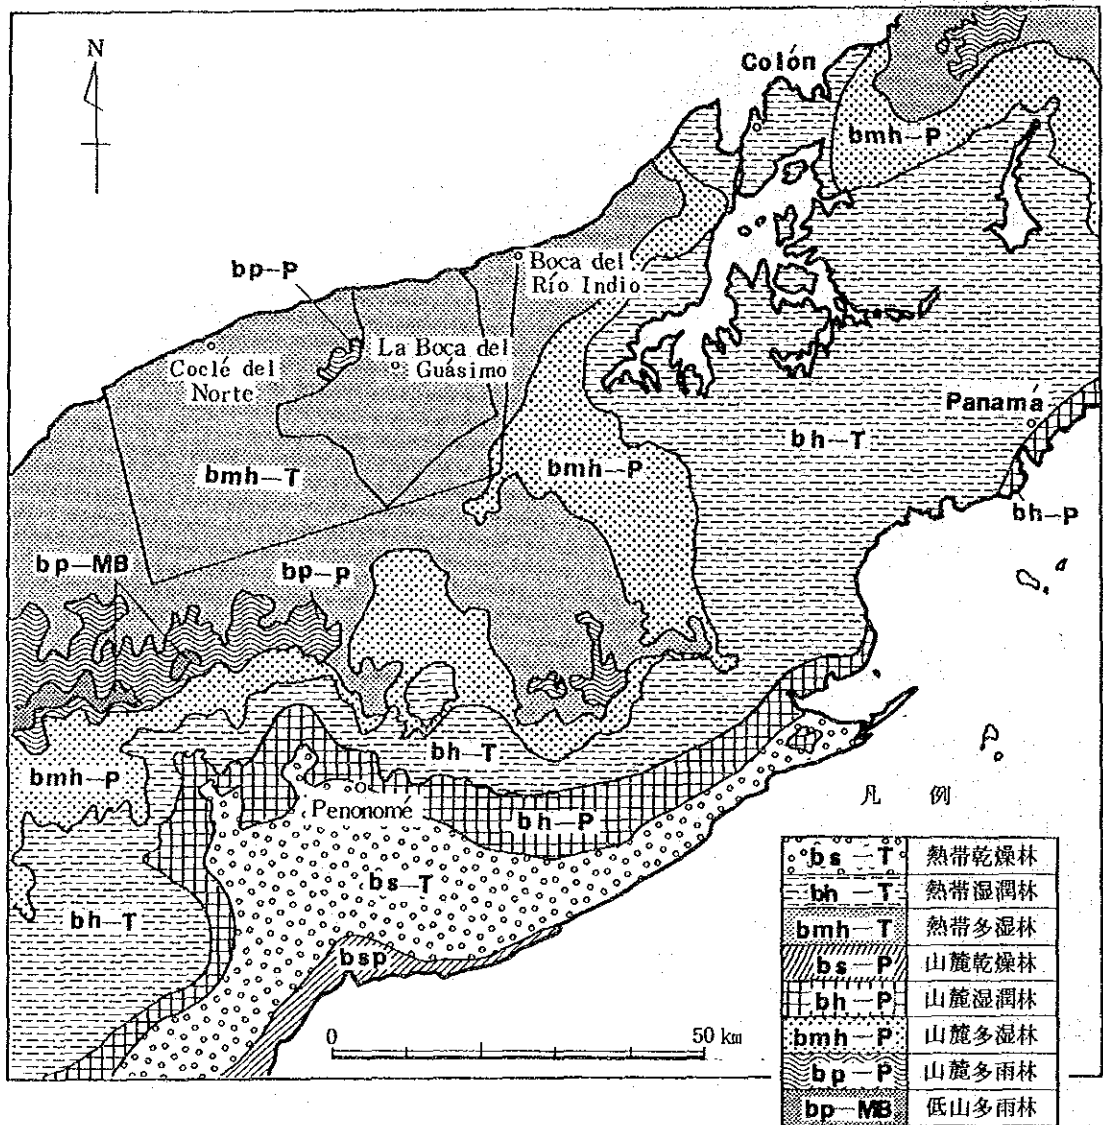 N
Colón
bmh-P
Boca del
Río Indio
bp-P
La Boca del
Guásimo
Coclé del
Norte
Panamá
bh-T
bmh-T
bmh-P
bh-P
bp-MB
bp-P
bh-T
bmh-P
Penonomé
bh-P
bs-T
bh-T
bsp
0 50 km
凡 例
bs-T 熱帯乾燥林
bh-T 熱帯湿潤林
bmh-T 熱帯多湿林
bs-P 山麓乾燥林
bh-P 山麓湿潤林
bmh-P 山麓多湿林
bp-P 山麓多雨林
bp-MB 低山多雨林